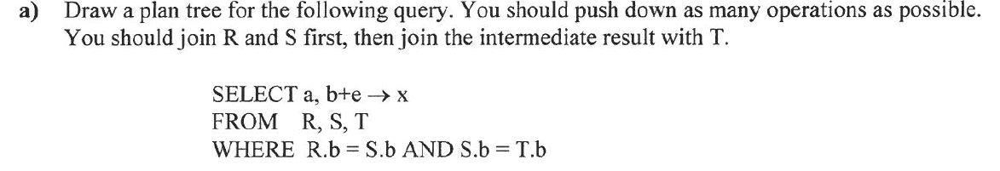 a) Draw a plan tree for the following query. You should push down as many operations as possible.
You should join R and S first, then join the intermediate result with T.
SELECT a, b+e → x
FROM R, S, T
WHERE R.b = S.b AND S.b = T.b